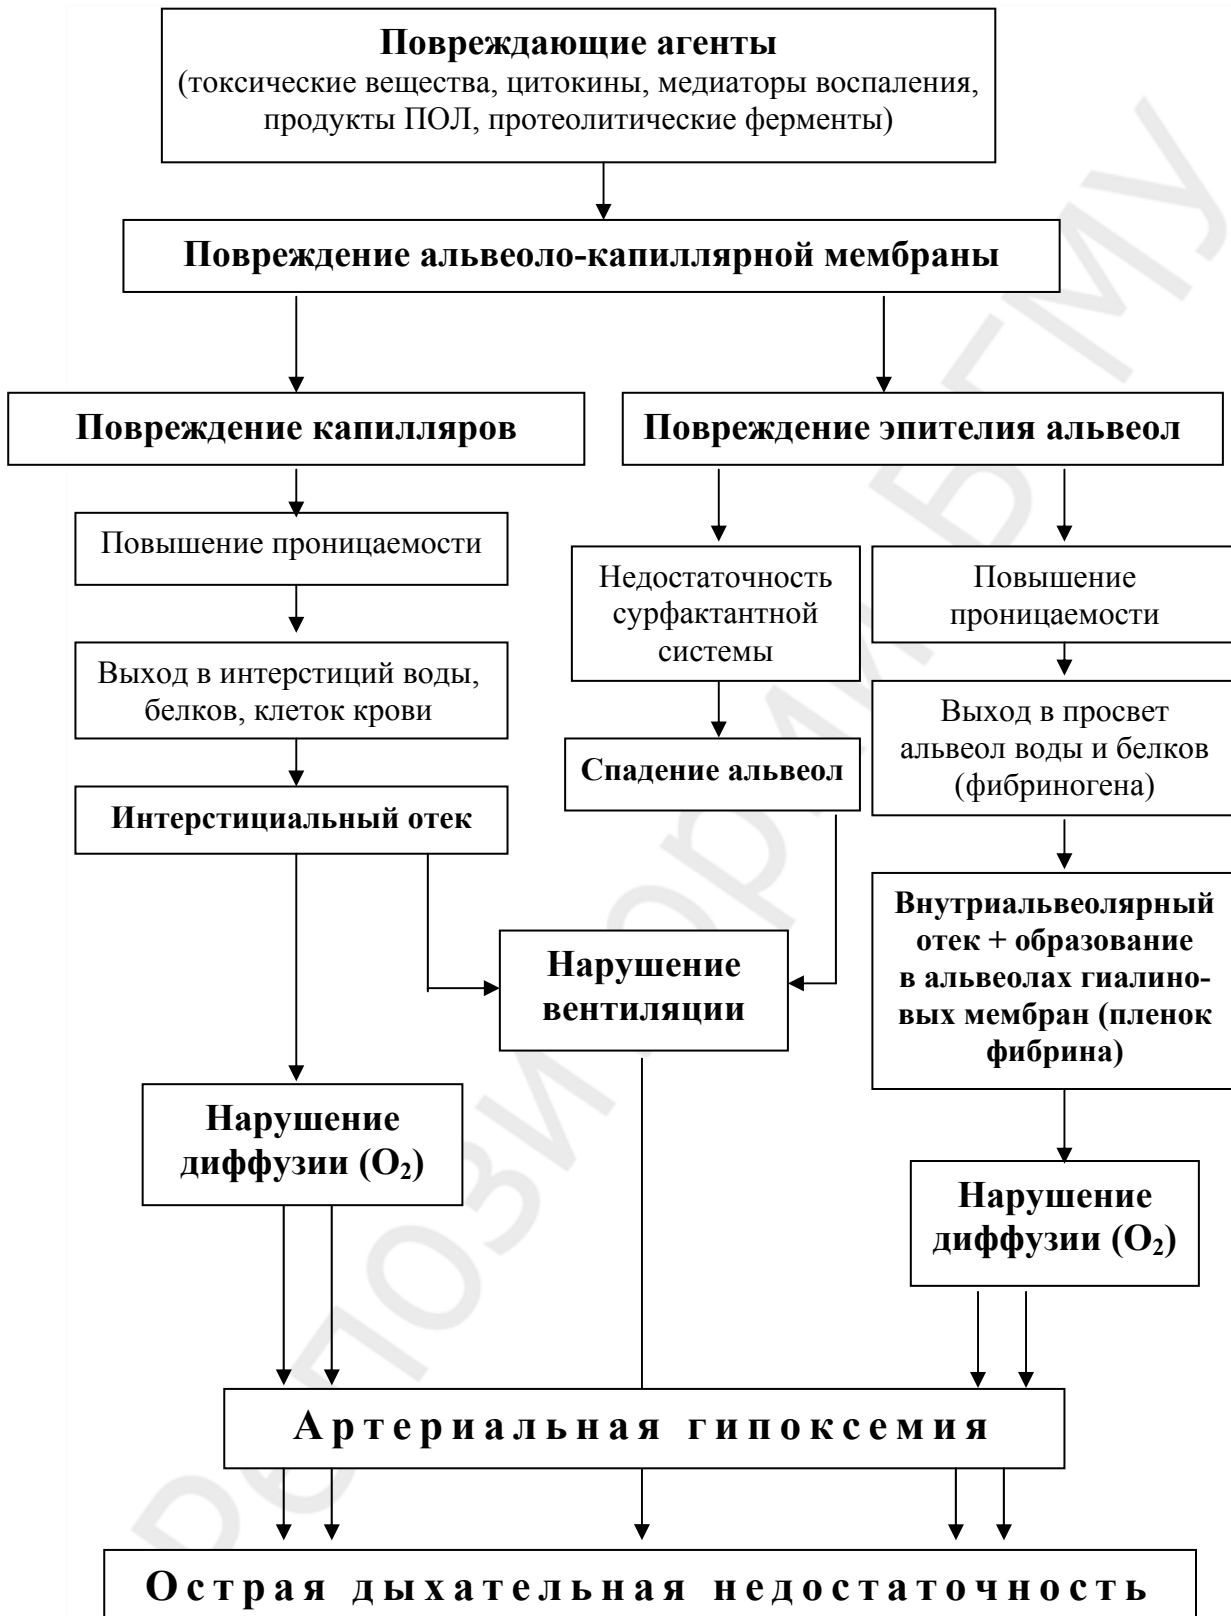 Повреждающие агенты
(токсические вещества, цитокины, медиаторы воспаления,
продукты ПОЛ, протеолитические ферменты)
Повреждение альвеоло-капиллярной мембраны
Повреждение капилляров
Повреждение эпителия альвеол
Повышение проницаемости
Выход в интерстиций воды,
белков, клеток крови
Интерстициальный отек
Недостаточность
сурфактантной
системы
Спадение альвеол
Повышение
проницаемости
Выход в просвет
альвеол воды и белков
(фибриногена)
Внутриальвеолярный
отек + образование
в альвеолах гиалино-
вых мембран (пленок
фибрина)
Нарушение
вентиляции
Нарушение
диффузии (O₂)
Нарушение
диффузии (O₂)
Артериальная гипоксемия
Острая дыхательная недостаточность